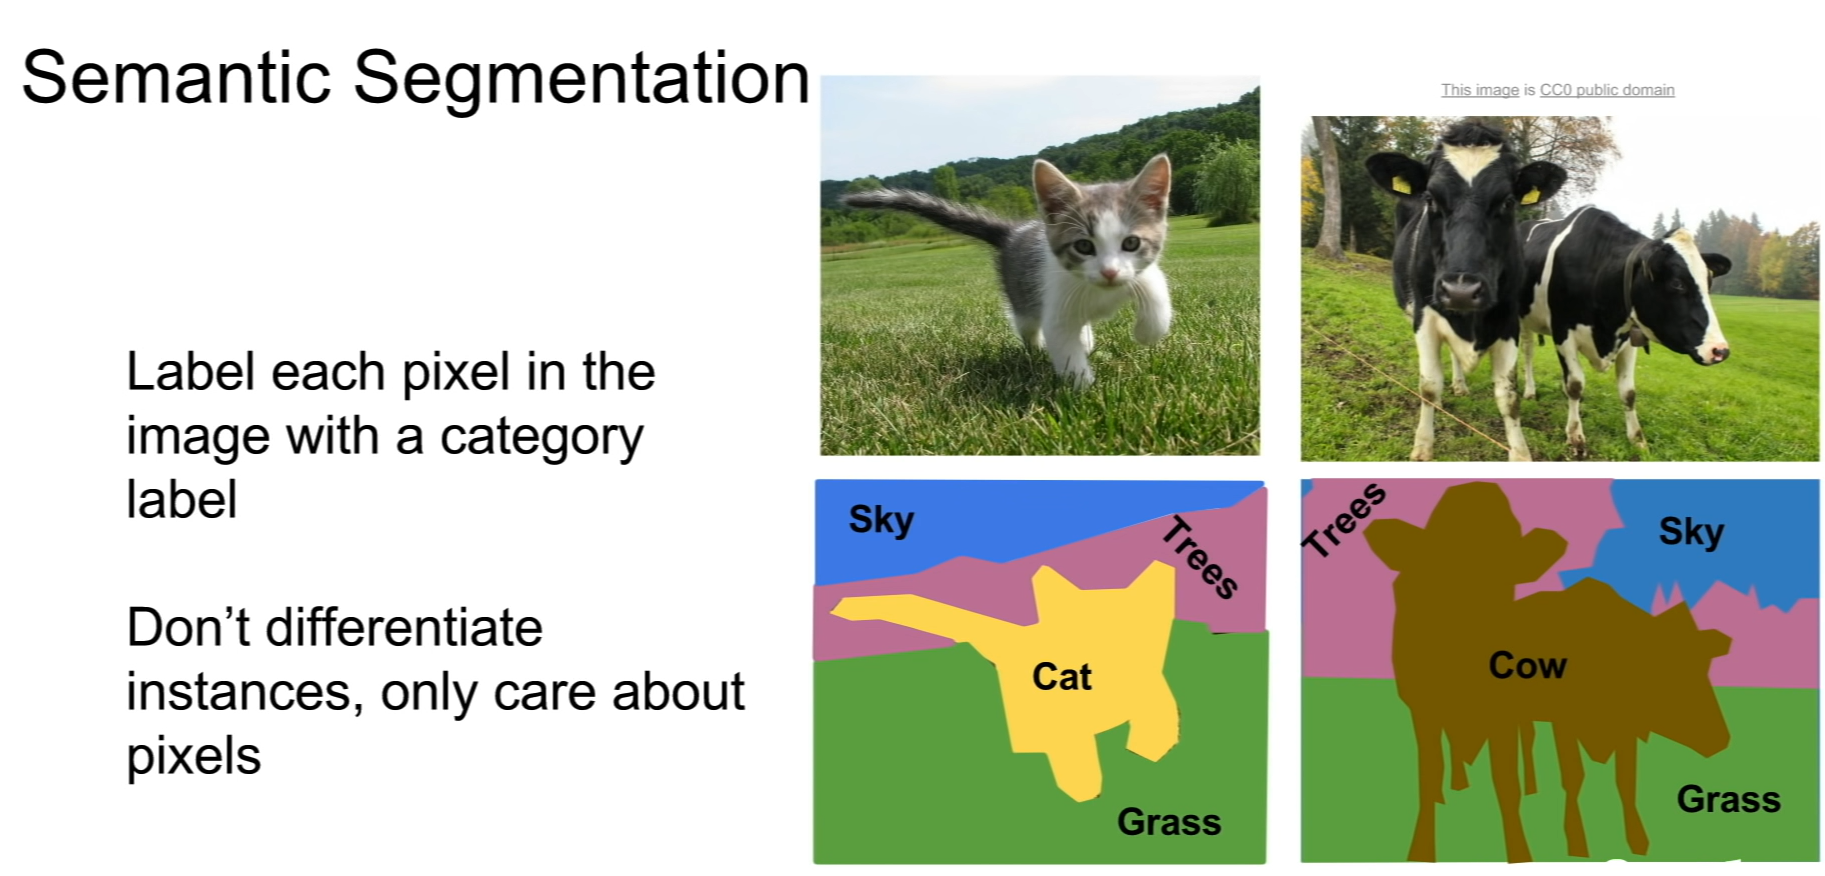 Semantic Segmentation
This image is CC0 public domain
Label each pixel in the
image with a category
label
Don’t differentiate
instances, only care about
pixels
Sky
Trees
Cat
Grass
Trees
Sky
Cow
Grass